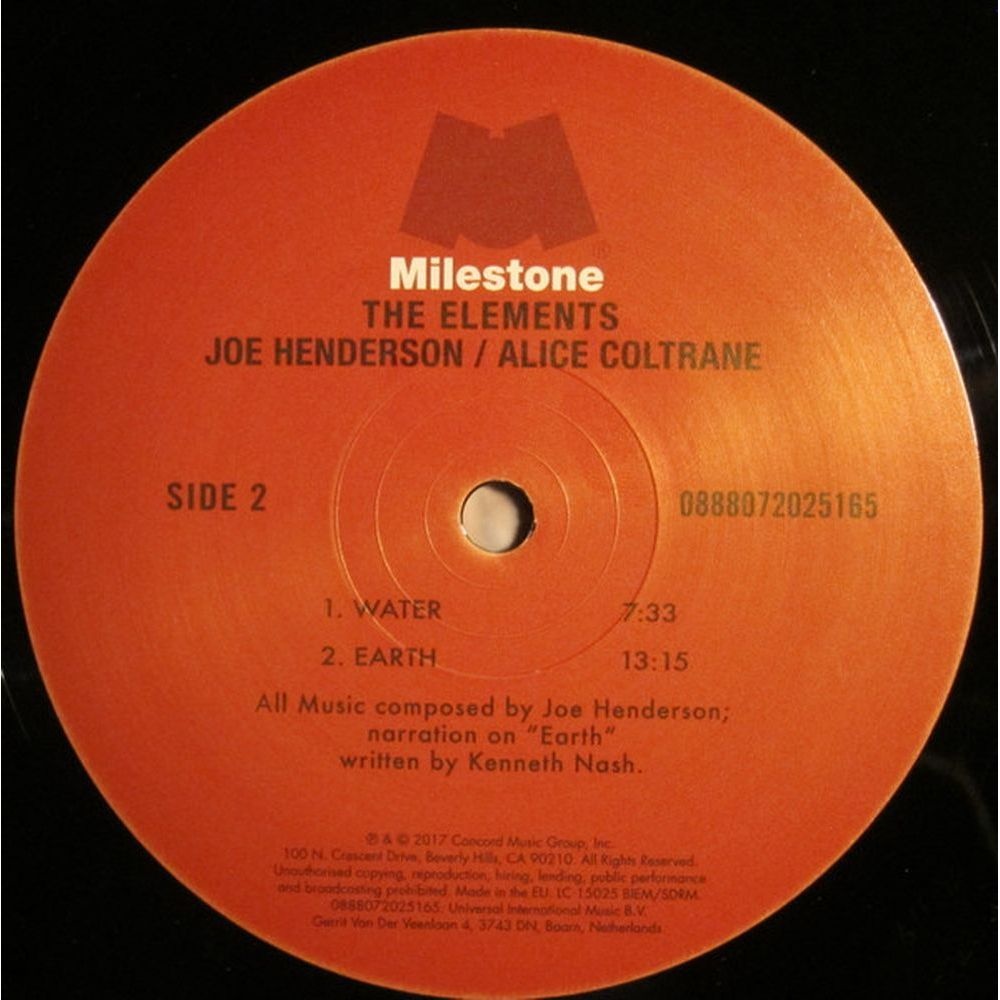 ®
Milestone
THE ELEMENTS
JOE HENDERSON / ALICE COLTRANE
SIDE 2
0888072025165
1. WATER 7:33
2. EARTH 13:15
All Music composed by Joe Henderson;
narration on "Earth"
written by Kenneth Nash.
℗ & © 2017 Concord Music Group, Inc.
100 N. Crescent Drive, Beverly Hills, CA 90210. All Rights Reserved.
Unauthorised copying, reproduction, hiring, lending, public performance
and broadcasting prohibited. Made in the EU. LC 15025 BIEM/SDRM.
0888072025165. Universal International Music B.V.
Gerrit Van Der Veenlaan 4, 3743 DN, Baarn, Netherlands